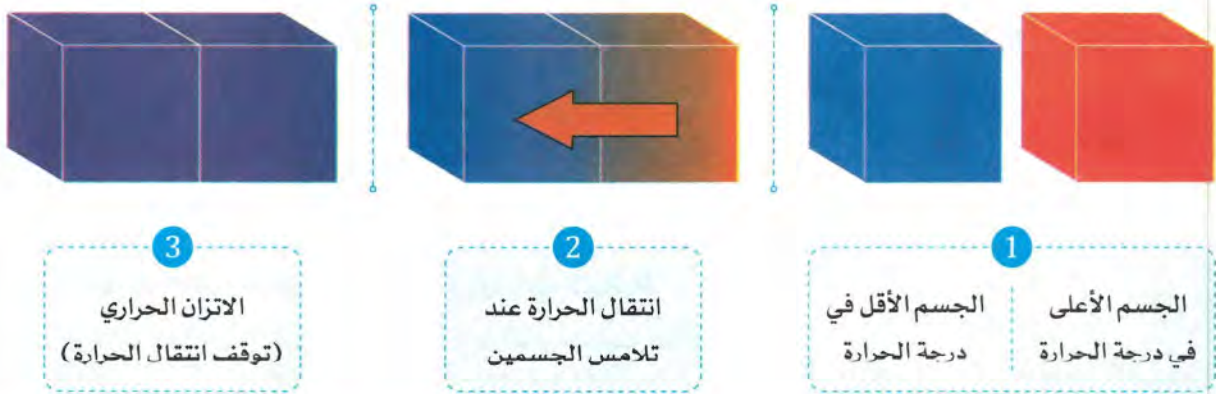 1
الجسم الأعلى
في درجة الحرارة
الجسم الأقل في
درجة الحرارة
2
انتقال الحرارة عند
تلامس الجسمين
3
الاتزان الحراري
(توقف انتقال الحرارة)